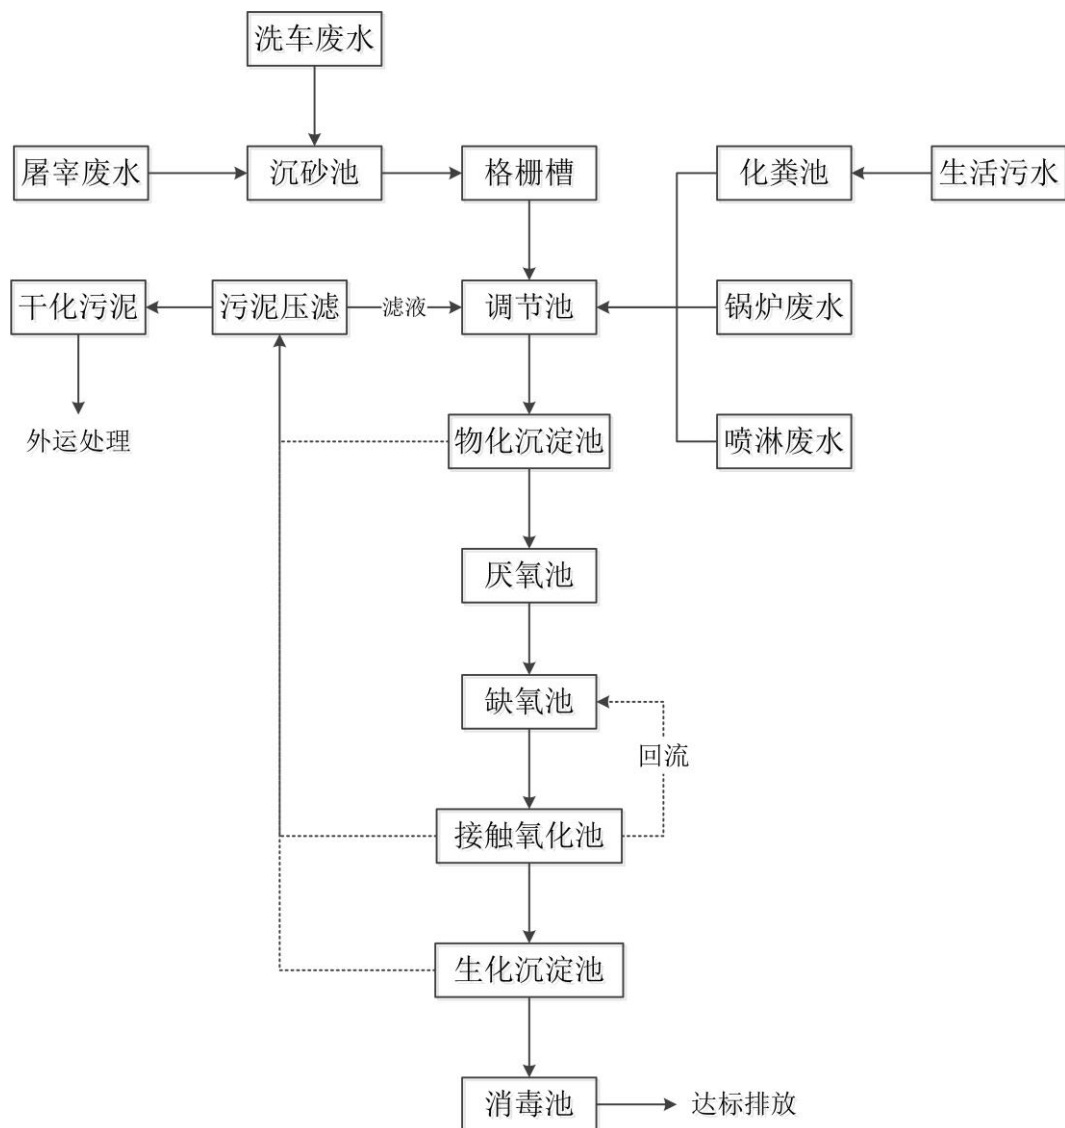 洗车废水
屠宰废水
沉砂池
格栅槽
化粪池
生活污水
干化污泥
污泥压滤
滤液
调节池
锅炉废水
外运处理
物化沉淀池
喷淋废水
厌氧池
缺氧池
回流
接触氧化池
生化沉淀池
消毒池
达标排放